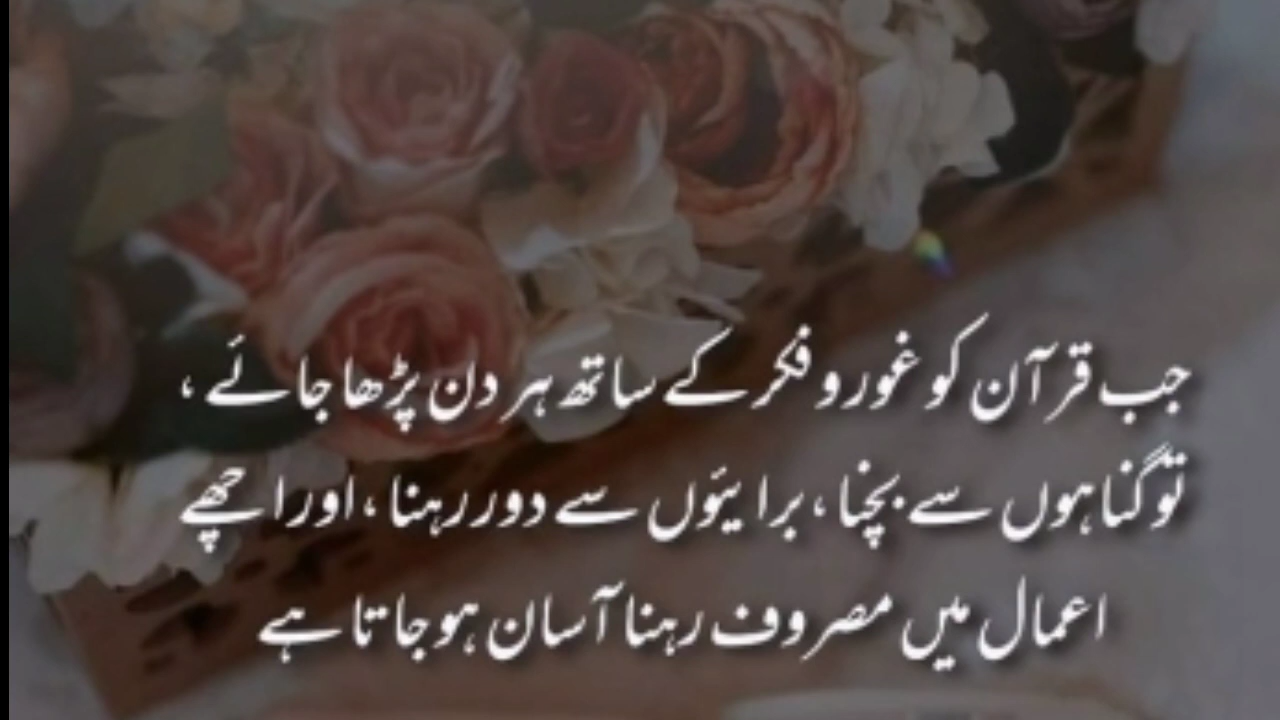 جب قرآن کو غور و فکر کے ساتھ ہر دن پڑھا جائے ،
تو گناہوں سے بچنا ، برائیوں سے دور رہنا ، اور اچھے
اعمال میں مصروف رہنا آسان ہو جاتا ہے